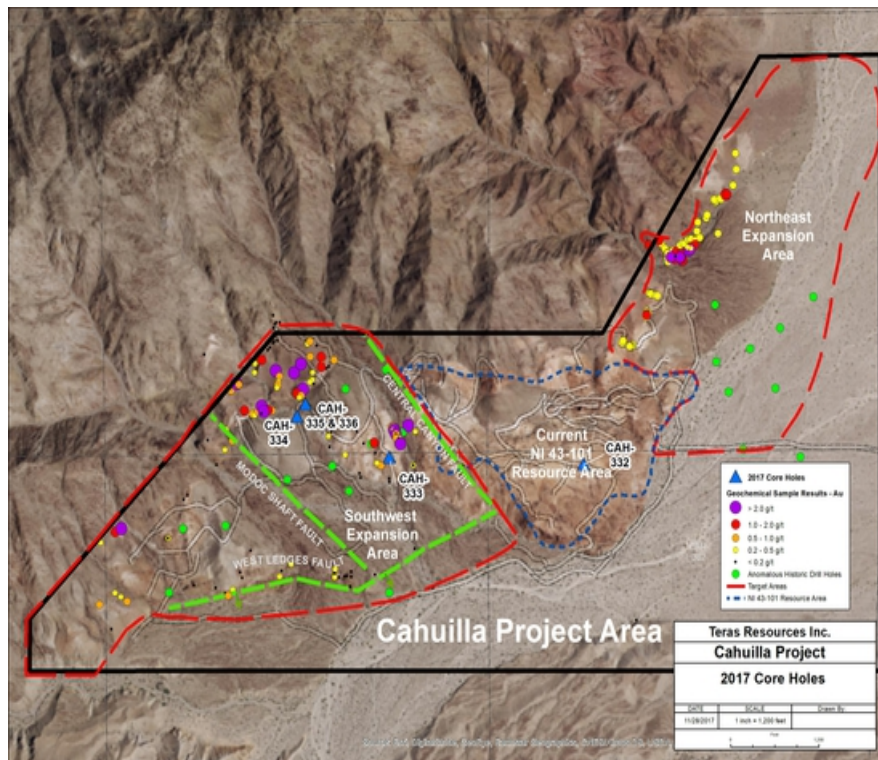 Northeast
Expansion
Area
CENTRAL CANYON FAULT
CAH-
335 & 336
CAH-
334
Current
NI 43-101
Resource Area
CAH-
332
CAH-
333
MODOC SHAFT FAULT
Southwest
Expansion
Area
WEST LEDGES FAULT
Cahuilla Project Area
2017 Core Holes
Geochemical Sample Results - Au
> 2.0 g/t
1.0 - 2.0 g/t
0.5 - 1.0 g/t
0.2 - 0.5 g/t
< 0.2 g/t
Anomalous Historic Drill Holes
Target Areas
NI 43-101 Resource Area
Teras Resources Inc.
Cahuilla Project
2017 Core Holes
DATE SCALE Drawn By:
11/28/2017 1 inch = 1,200 feet